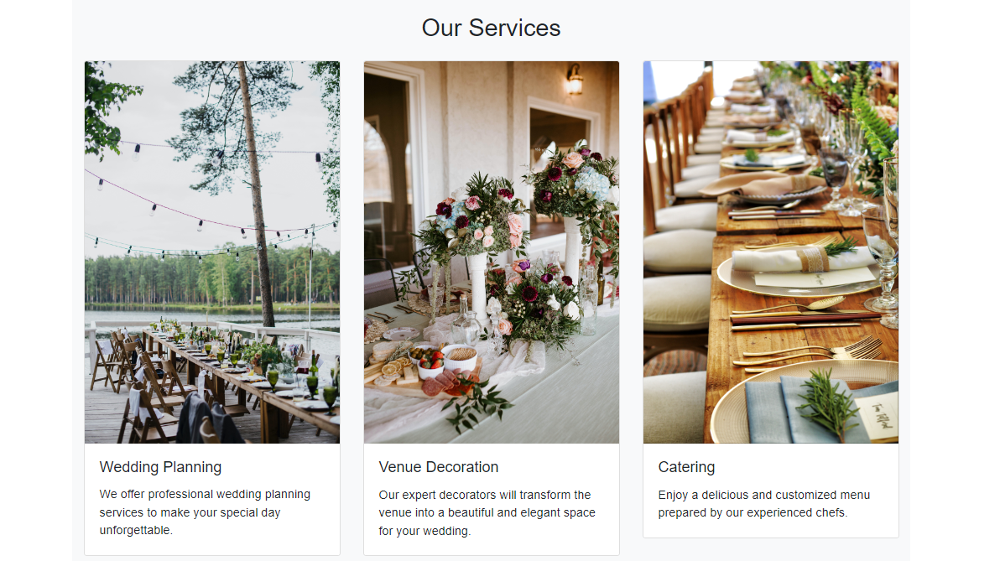 Our Services
Wedding Planning
We offer professional wedding planning
services to make your special day
unforgettable.
Venue Decoration
Our expert decorators will transform the
venue into a beautiful and elegant space
for your wedding.
Catering
Enjoy a delicious and customized menu
prepared by our experienced chefs.